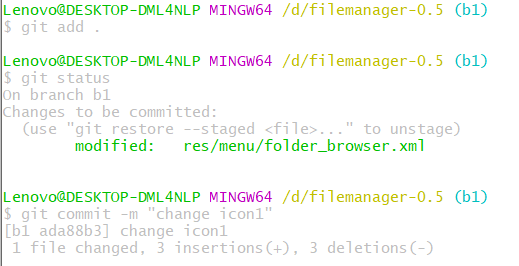 Lenovo@DESKTOP-DML4NLP MINGW64 /d/filemanager-0.5 (b1)
$ git add .
Lenovo@DESKTOP-DML4NLP MINGW64 /d/filemanager-0.5 (b1)
$ git status
On branch b1
Changes to be committed:
  (use "git restore --staged <file>..." to unstage)
        modified:   res/menu/folder_browser.xml
Lenovo@DESKTOP-DML4NLP MINGW64 /d/filemanager-0.5 (b1)
$ git commit -m "change icon1"
[b1 ada88b3] change icon1
 1 file changed, 3 insertions(+), 3 deletions(-)